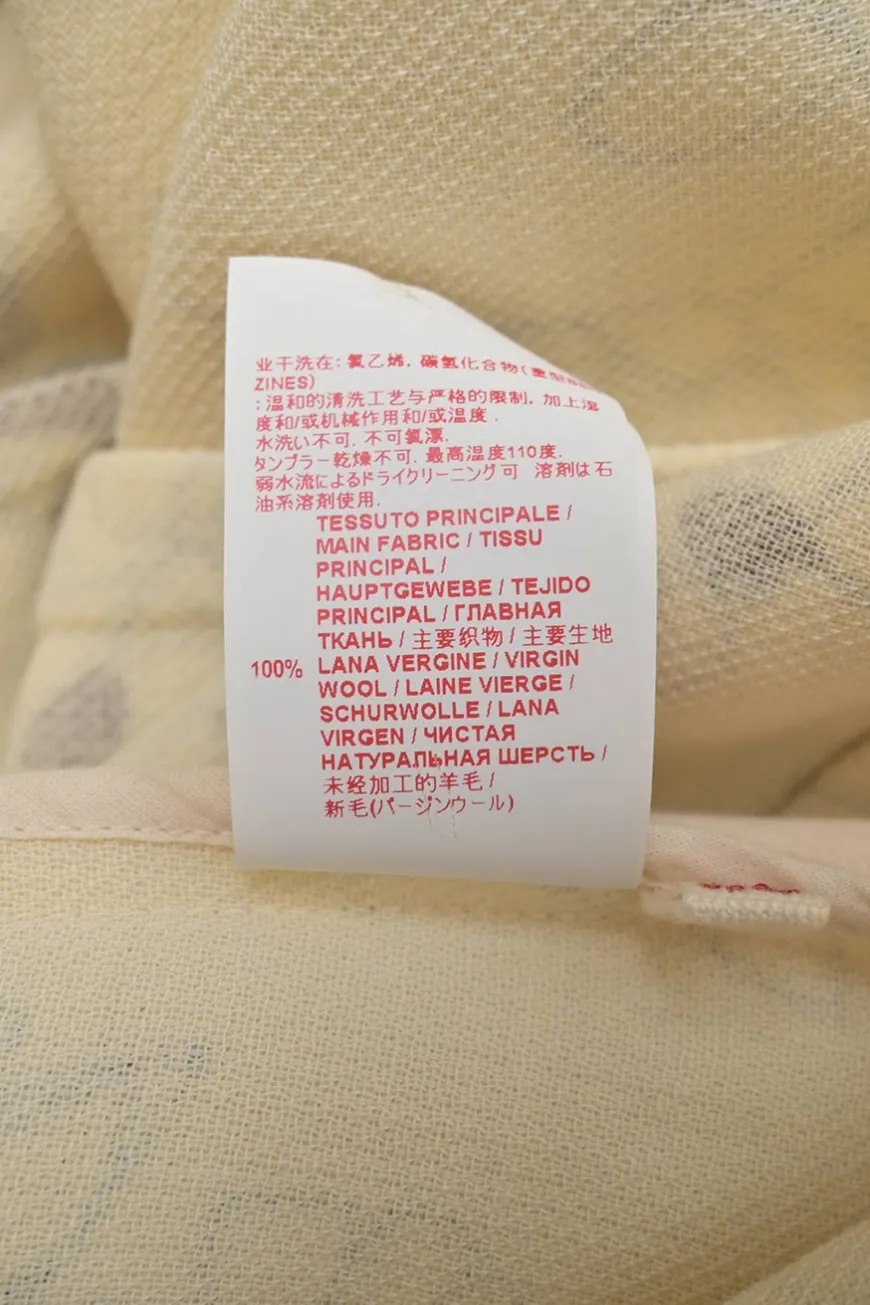 业干洗在: 氯乙烯, 碳氢化合物(重型
ZINES)
: 温和的清洗工艺与严格的限制, 加上湿
度和/或机械作用和/或温度.
水洗い不可. 不可氯漂.
タンブラー乾燥不可. 最高温度110度.
弱水流によるドライクリーニング可 溶剤は石
油系溶剤使用.
TESSUTO PRINCIPALE /
MAIN FABRIC / TISSU
PRINCIPAL /
HAUPTGEWEBE / TEJIDO
PRINCIPAL / ГЛАВНАЯ
ТКАНЬ / 主要织物 / 主要生地
100% LANA VERGINE / VIRGIN
WOOL / LAINE VIERGE /
SCHURWOLLE / LANA
VIRGEN / ЧИСТАЯ
НАТУРАЛЬНАЯ ШЕРСТЬ /
未经加工的羊毛 /
新毛(バージンウール)